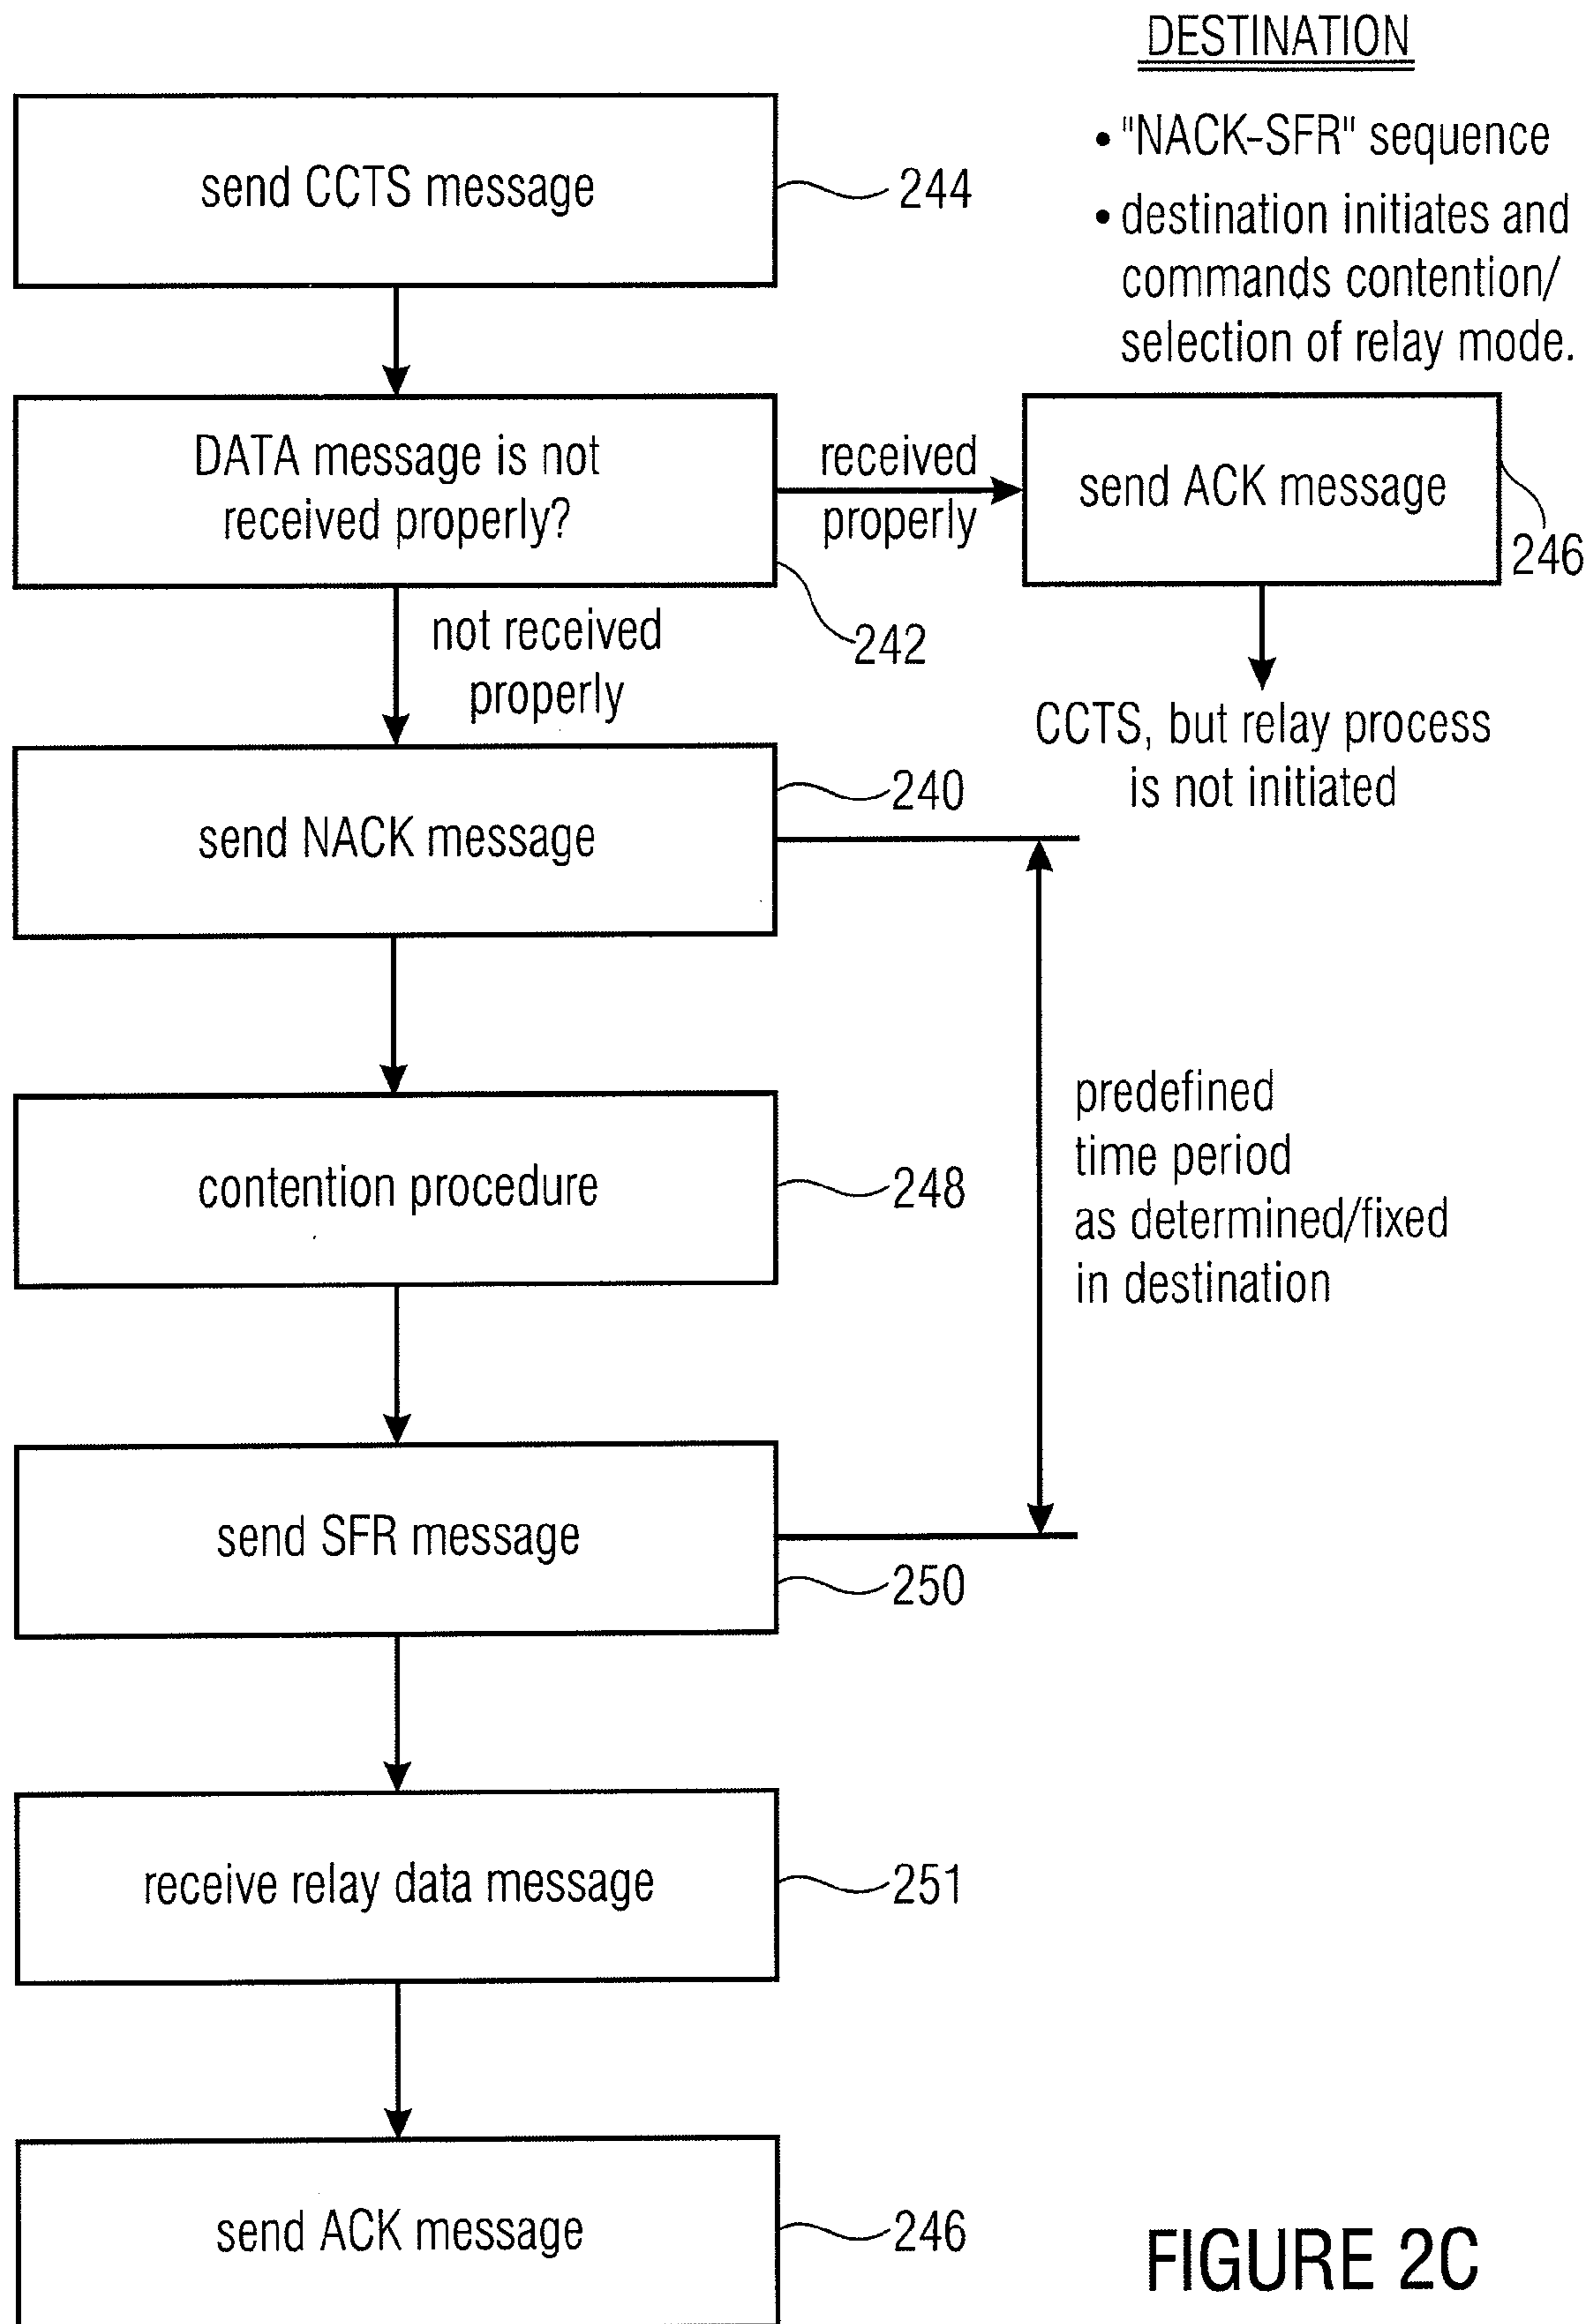 DESTINATION
• "NACK-SFR" sequence
• destination initiates and
commands contention/
selection of relay mode.
send CCTS message
244
DATA message is not
received properly?
242
received
properly
send ACK message
246
not received
properly
CCTS, but relay process
is not initiated
send NACK message
240
contention procedure
248
predefined
time period
as determined/fixed
in destination
send SFR message
250
receive relay data message
251
send ACK message
246
FIGURE 2C